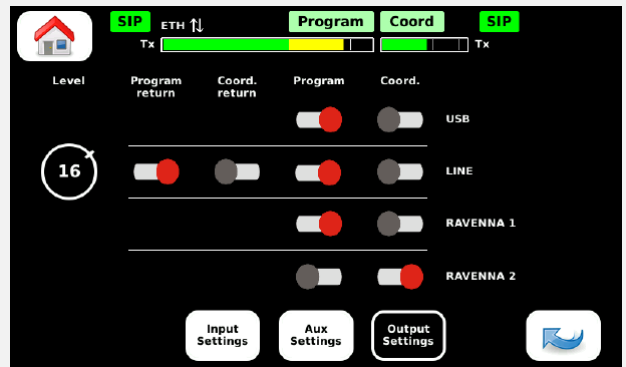 SIP ETH Program Coord SIP
Tx Tx
Level Program return Coord. return Program Coord.
USB
16 LINE
RAVENNA 1
RAVENNA 2
Input Settings Aux Settings Output Settings